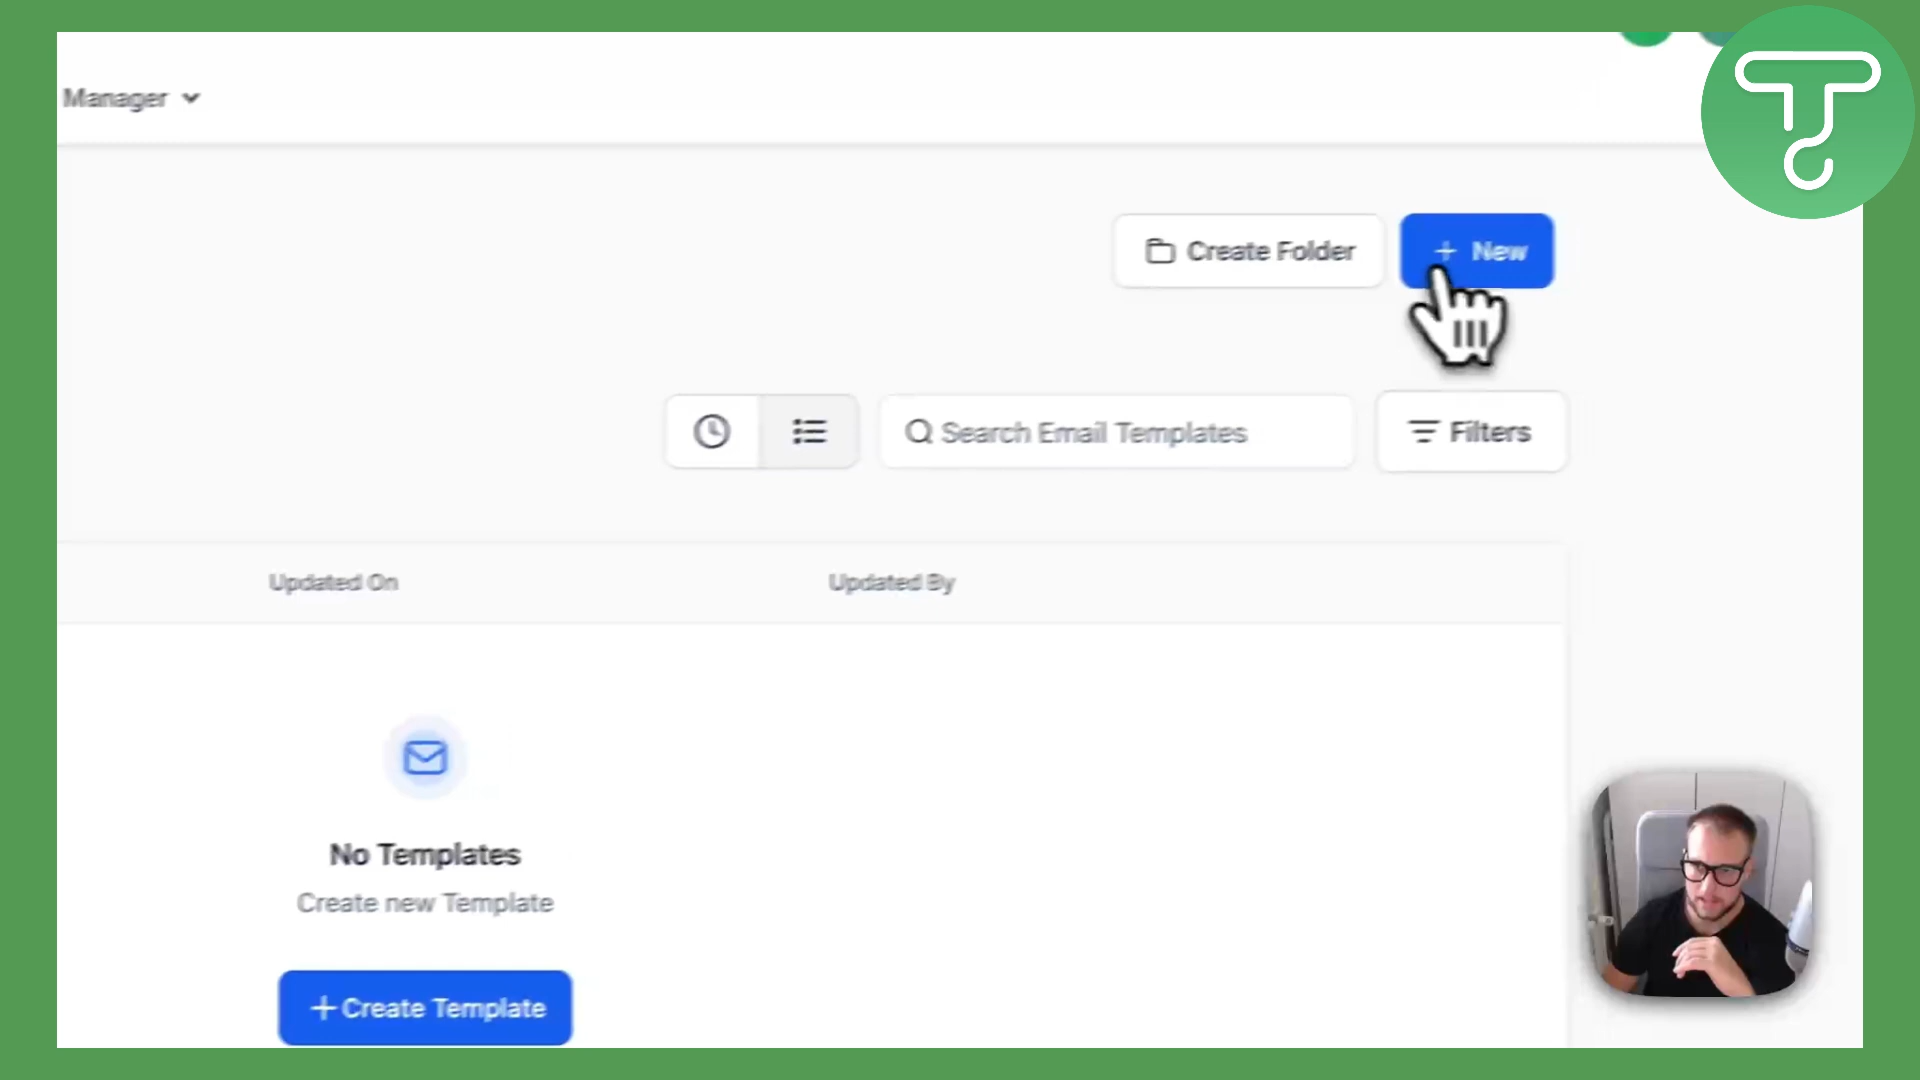 Manager
Create Folder
+ New
Search Email Templates
Filters
Updated On
Updated By
No Templates
Create new Template
+ Create Template